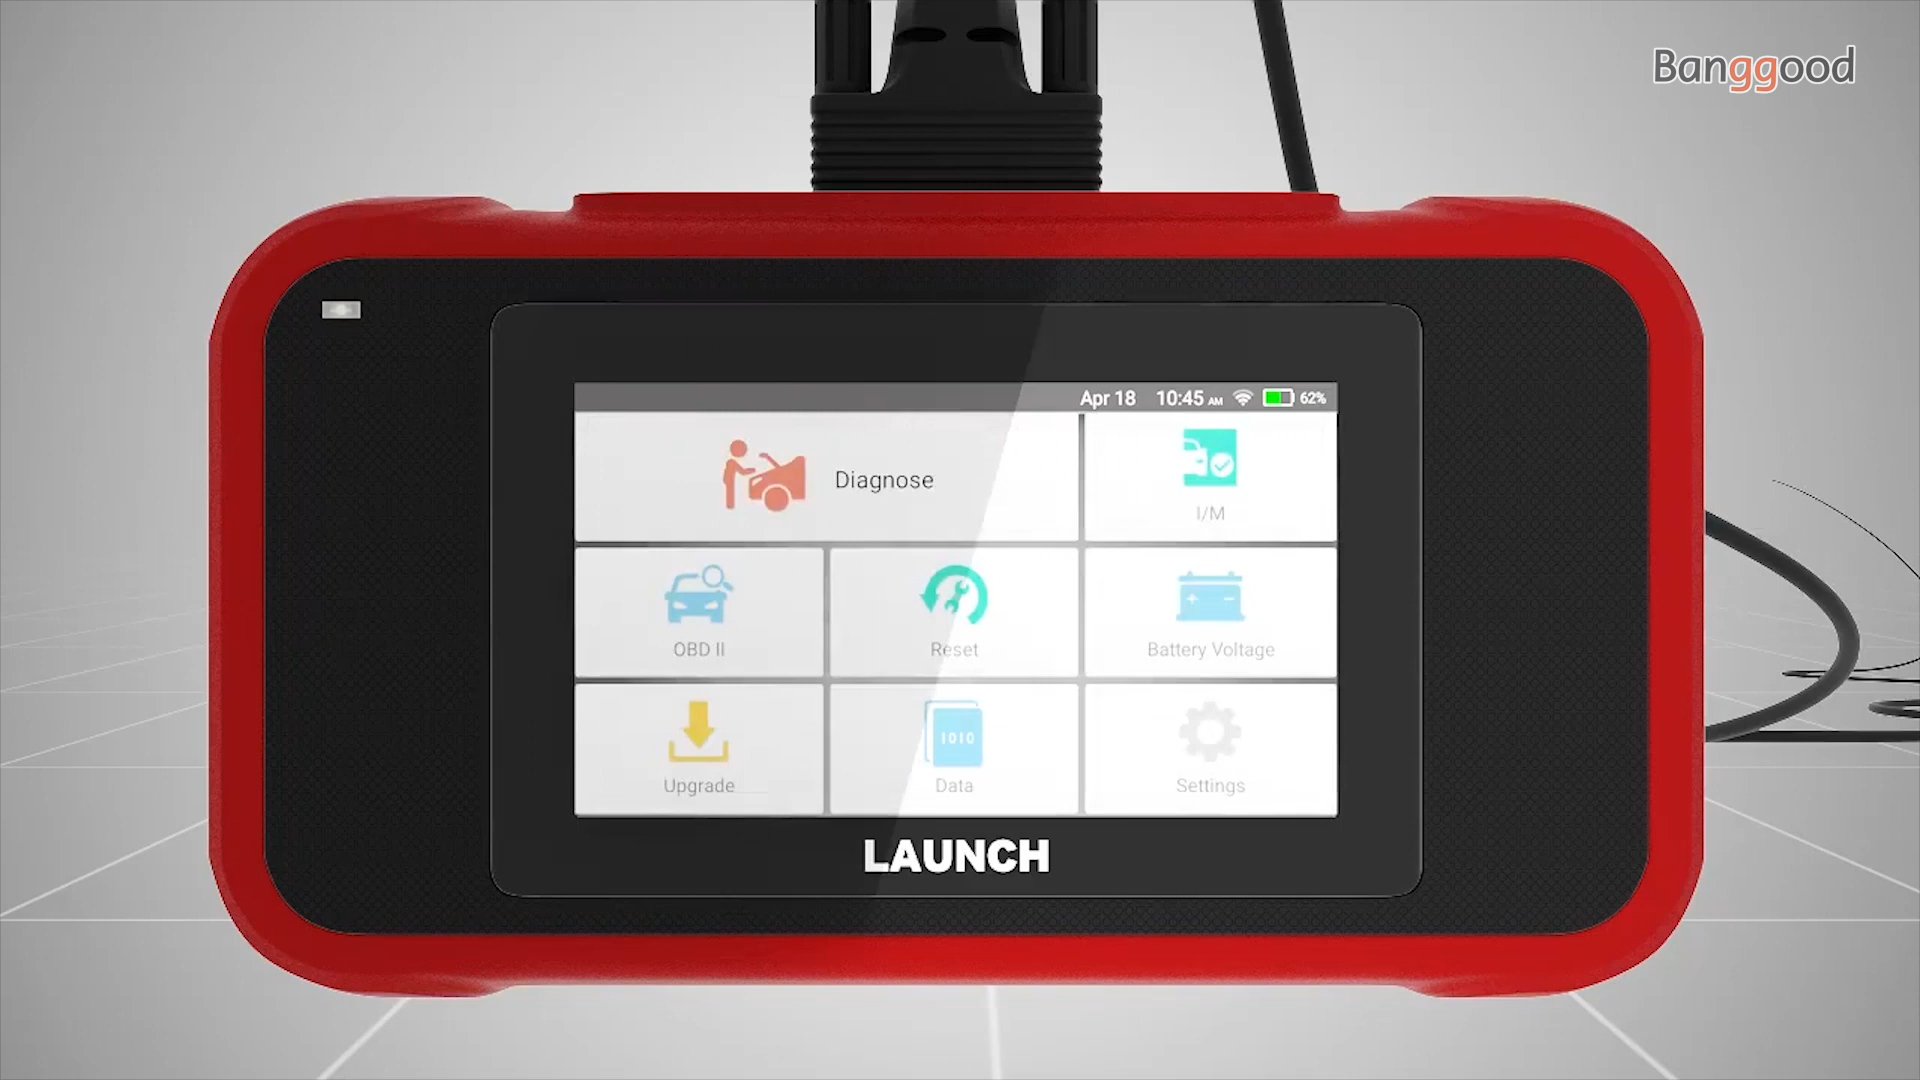 Banggood
Apr 18 10:45 AM 62%
Diagnose
I/M
OBD II
Reset
Battery Voltage
Upgrade
1010
Data
Settings
LAUNCH